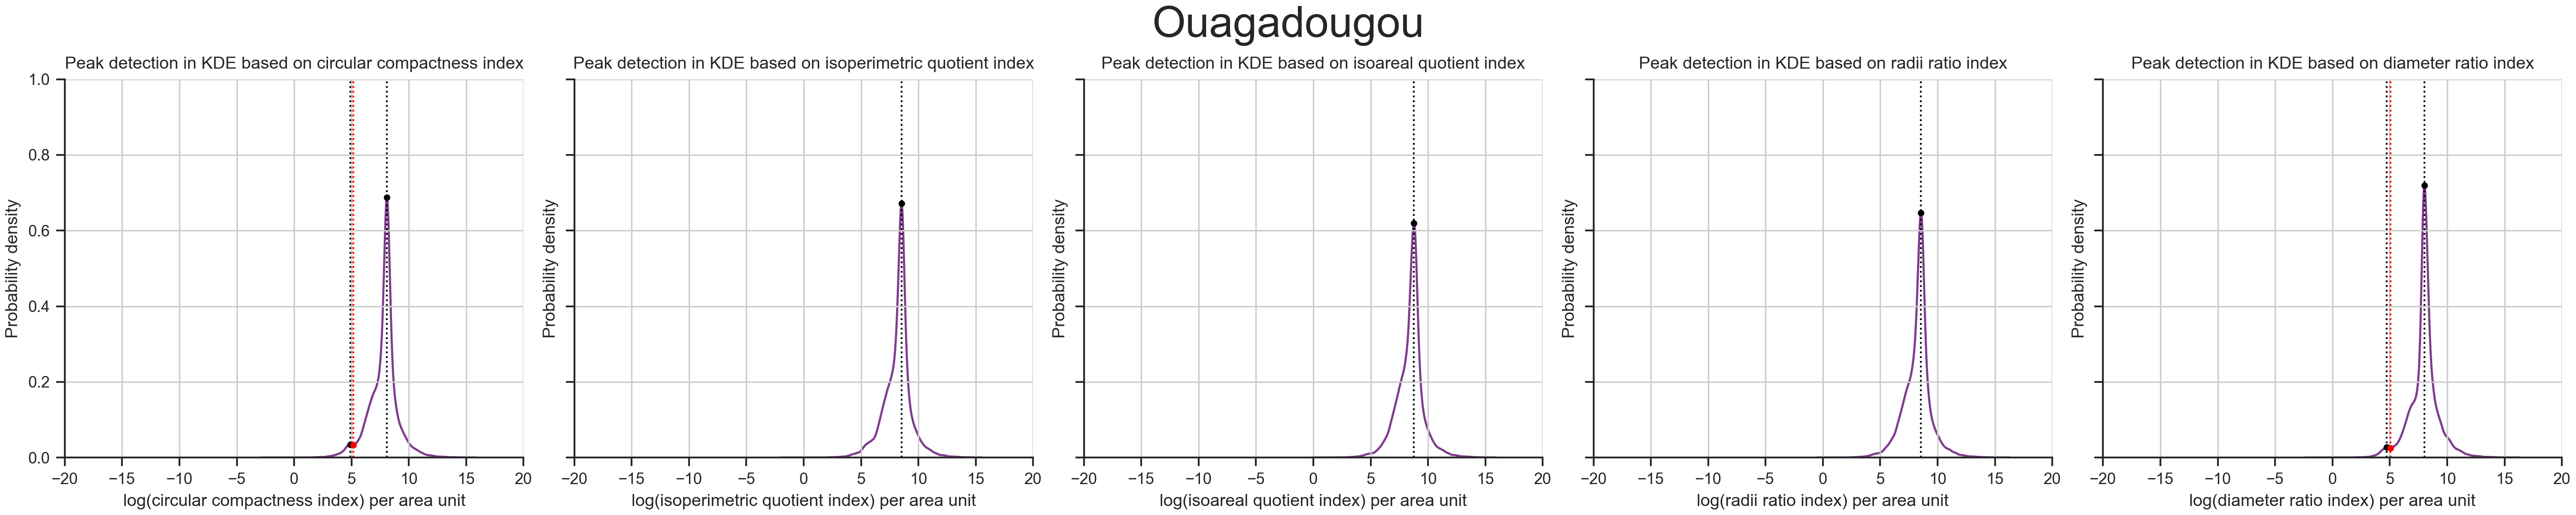 Ouagadougou
Peak detection in KDE based on circular compactness index
1.0
0.8
0.6
0.4
0.2
0.0
Probability density
−20 −15 −10 −5 0 5 10 15 20
log(circular compactness index) per area unit
Peak detection in KDE based on isoperimetric quotient index
Probability density
−20 −15 −10 −5 0 5 10 15 20
log(isoperimetric quotient index) per area unit
Peak detection in KDE based on isoareal quotient index
Probability density
−20 −15 −10 −5 0 5 10 15 20
log(isoareal quotient index) per area unit
Peak detection in KDE based on radii ratio index
Probability density
−20 −15 −10 −5 0 5 10 15 20
log(radii ratio index) per area unit
Peak detection in KDE based on diameter ratio index
Probability density
−20 −15 −10 −5 0 5 10 15 20
log(diameter ratio index) per area unit